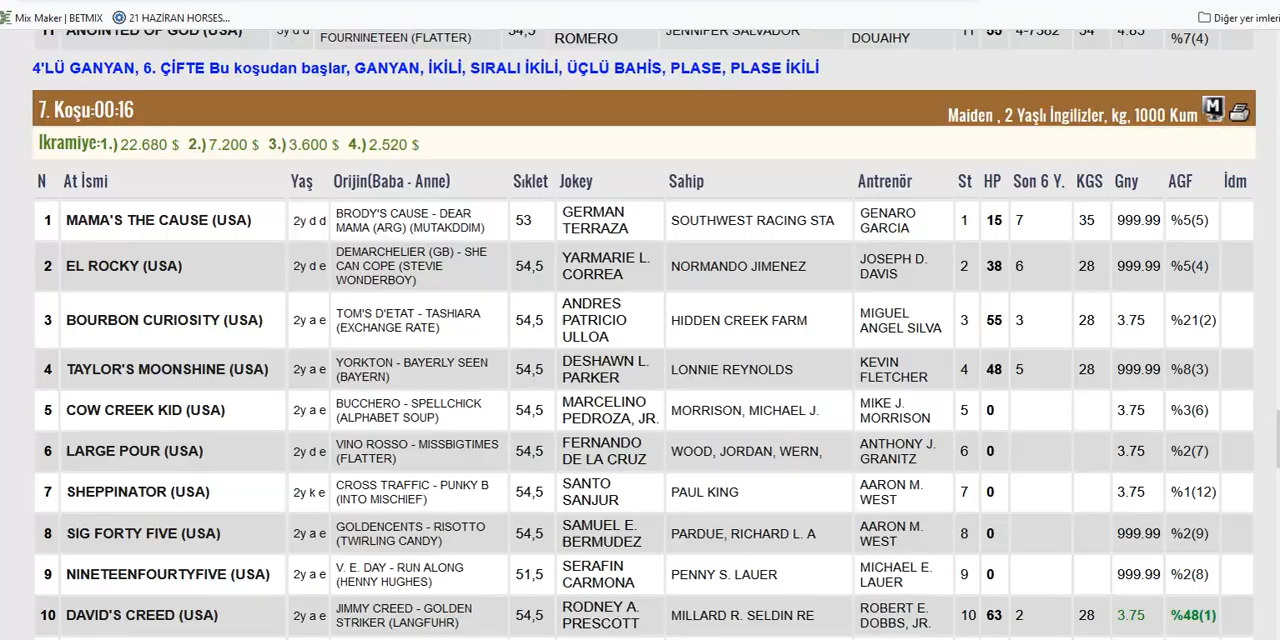 Mix Maker | BETMIX 21 HAZİRAN HORSES... Diğer yer imleri
11 ANOINTED OF GOD (USA) FOURNINETEEN (FLATTER) 54,5 ROMERO JENNIFER SALVADOR DOUAIHY 11 55 4-7382 34 4.85 %7(4)
4'LÜ GANYAN, 6. ÇİFTE Bu koşudan başlar, GANYAN, İKİLİ, SIRALI İKİLİ, ÜÇLÜ BAHİS, PLASE, PLASE İKİLİ
7. Koşu:00:16
Maiden , 2 Yaşlı İngilizler, kg, 1000 Kum
Ikramiye:1.) 22.680 $ 2.) 7.200 $ 3.) 3.600 $ 4.) 2.520 $
N At İsmi Yaş Orijin(Baba - Anne) Sıklet Jokey Sahip Antrenör St HP Son 6 Y. KGS Gny AGF İdm
1 MAMA'S THE CAUSE (USA) 2y d d BRODY'S CAUSE - DEAR MAMA (ARG) (MUTAKDDIM) 53 GERMAN TERRAZA SOUTHWEST RACING STA GENARO GARCIA 1 15 7 35 999.99 %5(5)
2 EL ROCKY (USA) 2y d e DEMARCHELIER (GB) - SHE CAN COPE (STEVIE WONDERBOY) 54,5 YARMARIE L. CORREA NORMANDO JIMENEZ JOSEPH D. DAVIS 2 38 6 28 999.99 %5(4)
3 BOURBON CURIOSITY (USA) 2y a e TOM'S D'ETAT - TASHIARA (EXCHANGE RATE) 54,5 ANDRES PATRICIO ULLOA HIDDEN CREEK FARM MIGUEL ANGEL SILVA 3 55 3 28 3.75 %21(2)
4 TAYLOR'S MOONSHINE (USA) 2y a e YORKTON - BAYERLY SEEN (BAYERN) 54,5 DESHAWN L. PARKER LONNIE REYNOLDS KEVIN FLETCHER 4 48 5 28 999.99 %8(3)
5 COW CREEK KID (USA) 2y a e BUCCHERO - SPELLCHICK (ALPHABET SOUP) 54,5 MARCELINO PEDROZA, JR. MORRISON, MICHAEL J. MIKE J. MORRISON 5 0 3.75 %3(6)
6 LARGE POUR (USA) 2y d e VINO ROSSO - MISSBIGTIMES (FLATTER) 54,5 FERNANDO DE LA CRUZ WOOD, JORDAN, WERN, ANTHONY J. GRANITZ 6 0 3.75 %2(7)
7 SHEPPINATOR (USA) 2y k e CROSS TRAFFIC - PUNKY B (INTO MISCHIEF) 54,5 SANTO SANJUR PAUL KING AARON M. WEST 7 0 3.75 %1(12)
8 SIG FORTY FIVE (USA) 2y a e GOLDENCENTS - RISOTTO (TWIRLING CANDY) 54,5 SAMUEL E. BERMUDEZ PARDUE, RICHARD L. A AARON M. WEST 8 0 999.99 %2(9)
9 NINETEENFOURTYFIVE (USA) 2y a e V. E. DAY - RUN ALONG (HENNY HUGHES) 51,5 SERAFIN CARMONA PENNY S. LAUER MICHAEL E. LAUER 9 0 999.99 %2(8)
10 DAVID'S CREED (USA) 2y a e JIMMY CREED - GOLDEN STRIKER (LANGFUHR) 54,5 RODNEY A. PRESCOTT MILLARD R. SELDIN RE ROBERT E. DOBBS, JR. 10 63 2 28 3.75 %48(1)